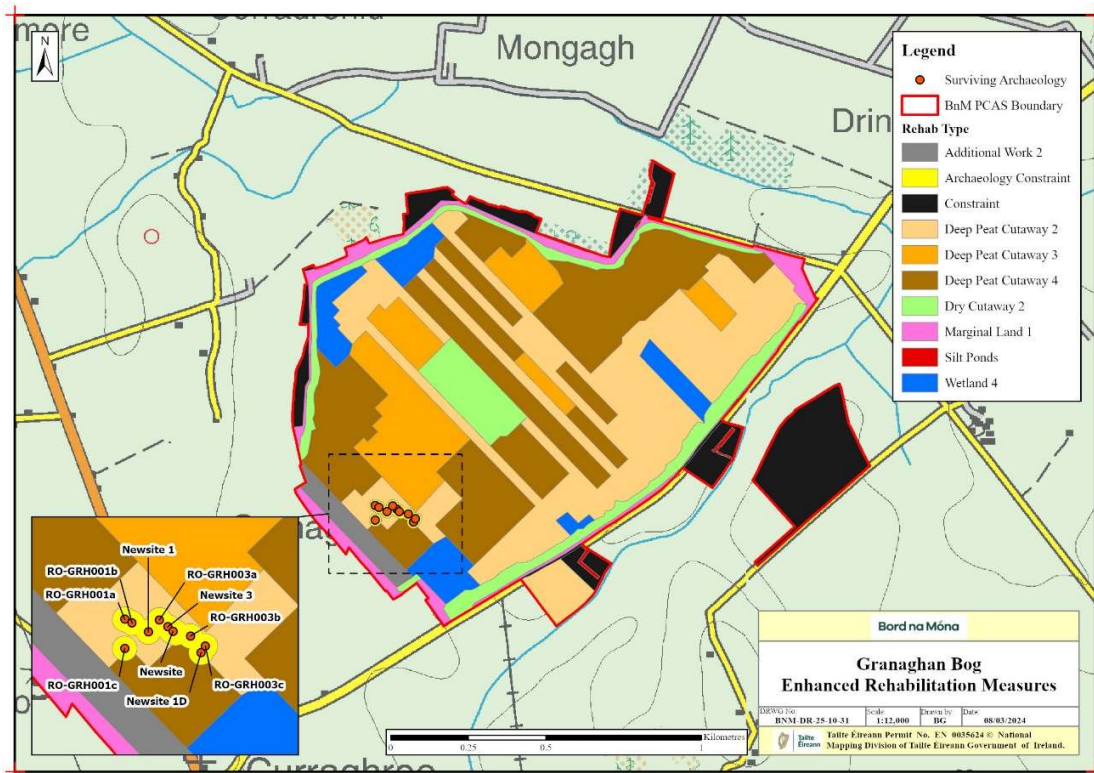 more
Mongagh
Drin
N
Legend
Surviving Archaeology
BnM PCAS Boundary
Rehab Type
Additional Work 2
Archaeology Constraint
Constraint
Deep Peat Cutaway 2
Deep Peat Cutaway 3
Deep Peat Cutaway 4
Dry Cutaway 2
Marginal Land 1
Silt Ponds
Wetland 4
Newsite 1
RO-GRH001b
RO-GRH003a
RO-GRH001a
Newsite 3
RO-GRH003b
RO-GRH001c
Newsite
RO-GRH003c
Newsite 1D
Kilometres
0 0.25 0.5 1
Bord na Móna
Granaghan Bog
Enhanced Rehabilitation Measures
DRWG No: Scale: Drawn by: Date:
BNM-DR-25-10-31 1:12,000 BG 08/03/2024
Tailte Éireann
Tailte Éireann Permit No. EN 0035624 © National
Mapping Division of Tailte Éireann Government of Ireland.